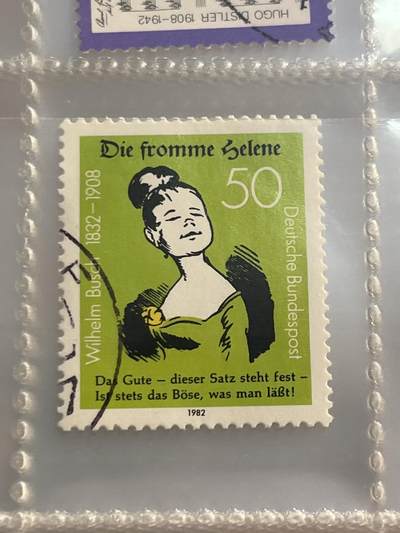 HUGO DISTLER 1908–1942
Die fromme Helene
50
Wilhelm Busch 1832–1908
Deutsche Bundespost
Das Gute – dieser Satz steht fest –
Ist stets das Böse, was man läßt!
1982